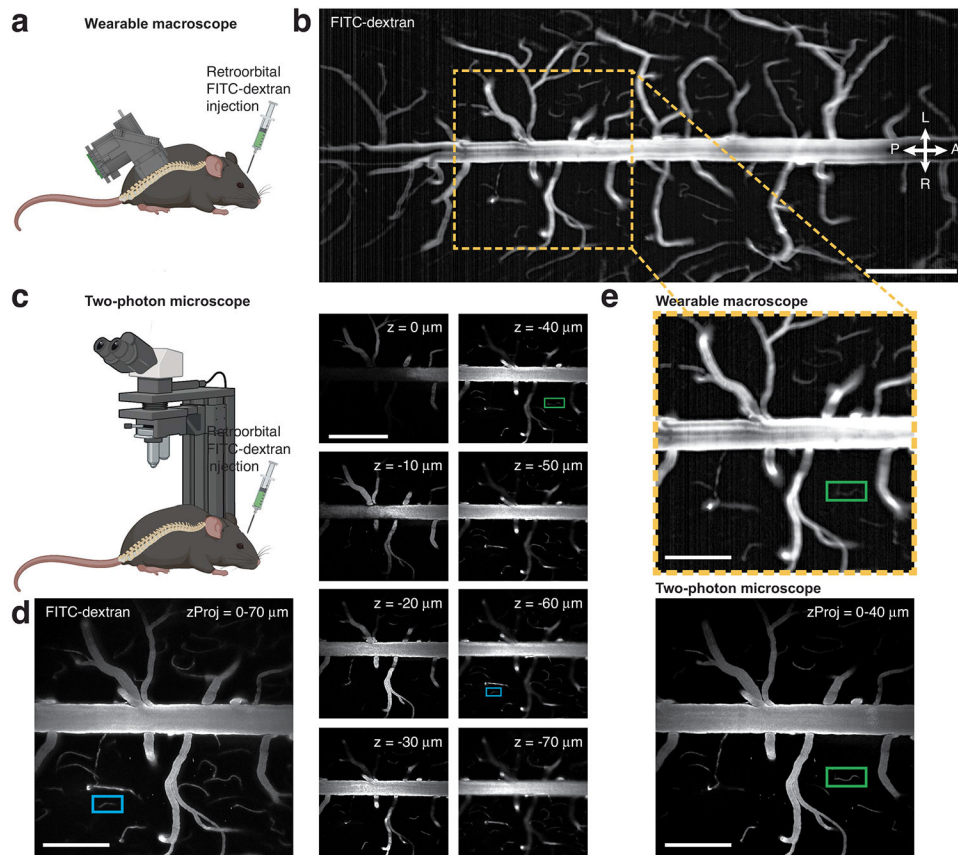 a
Wearable macroscope
Retroorbital
FITC-dextran
injection
b
FITC-dextran
L
P
A
R
c
Two-photon microscope
Retroorbital
FITC-dextran
injection
z = 0 μm
z = -40 μm
z = -10 μm
z = -50 μm
z = -20 μm
z = -60 μm
z = -30 μm
z = -70 μm
d
FITC-dextran
zProj = 0-70 μm
e
Wearable macroscope
Two-photon microscope
zProj = 0-40 μm